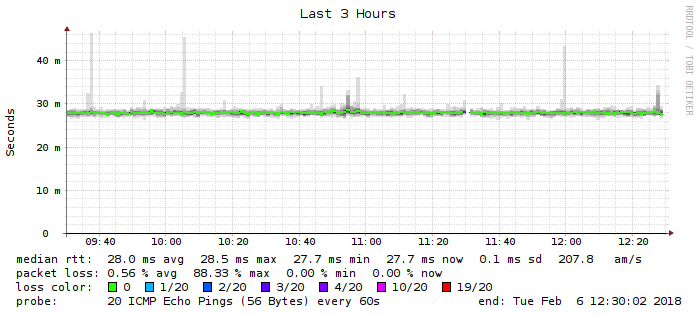 Last 3 Hours
RRDTOOL / TOBI OETIKER
Seconds
40 m
30 m
20 m
10 m
0
09:40 10:00 10:20 10:40 11:00 11:20 11:40 12:00 12:20
median rtt: 28.0 ms avg 28.5 ms max 27.7 ms min 27.7 ms now 0.1 ms sd 207.8 am/s
packet loss: 0.56 % avg 88.33 % max 0.00 % min 0.00 % now
loss color: 0 1/20 2/20 3/20 4/20 10/20 19/20
probe: 20 ICMP Echo Pings (56 Bytes) every 60s end: Tue Feb 6 12:30:02 2018